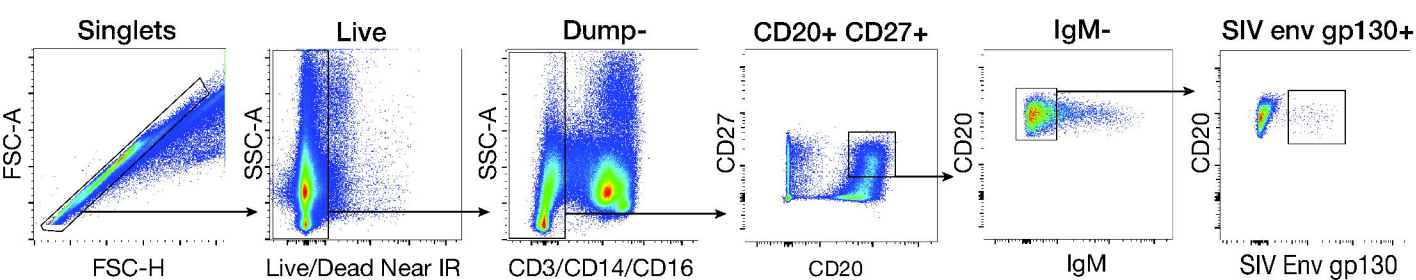 Singlets
Live
Dump-
CD20+ CD27+
IgM-
SIV env gp130+
FSC-A
SSC-A
SSC-A
CD27
CD20
CD20
FSC-H
Live/Dead Near IR
CD3/CD14/CD16
CD20
IgM
SIV Env gp130